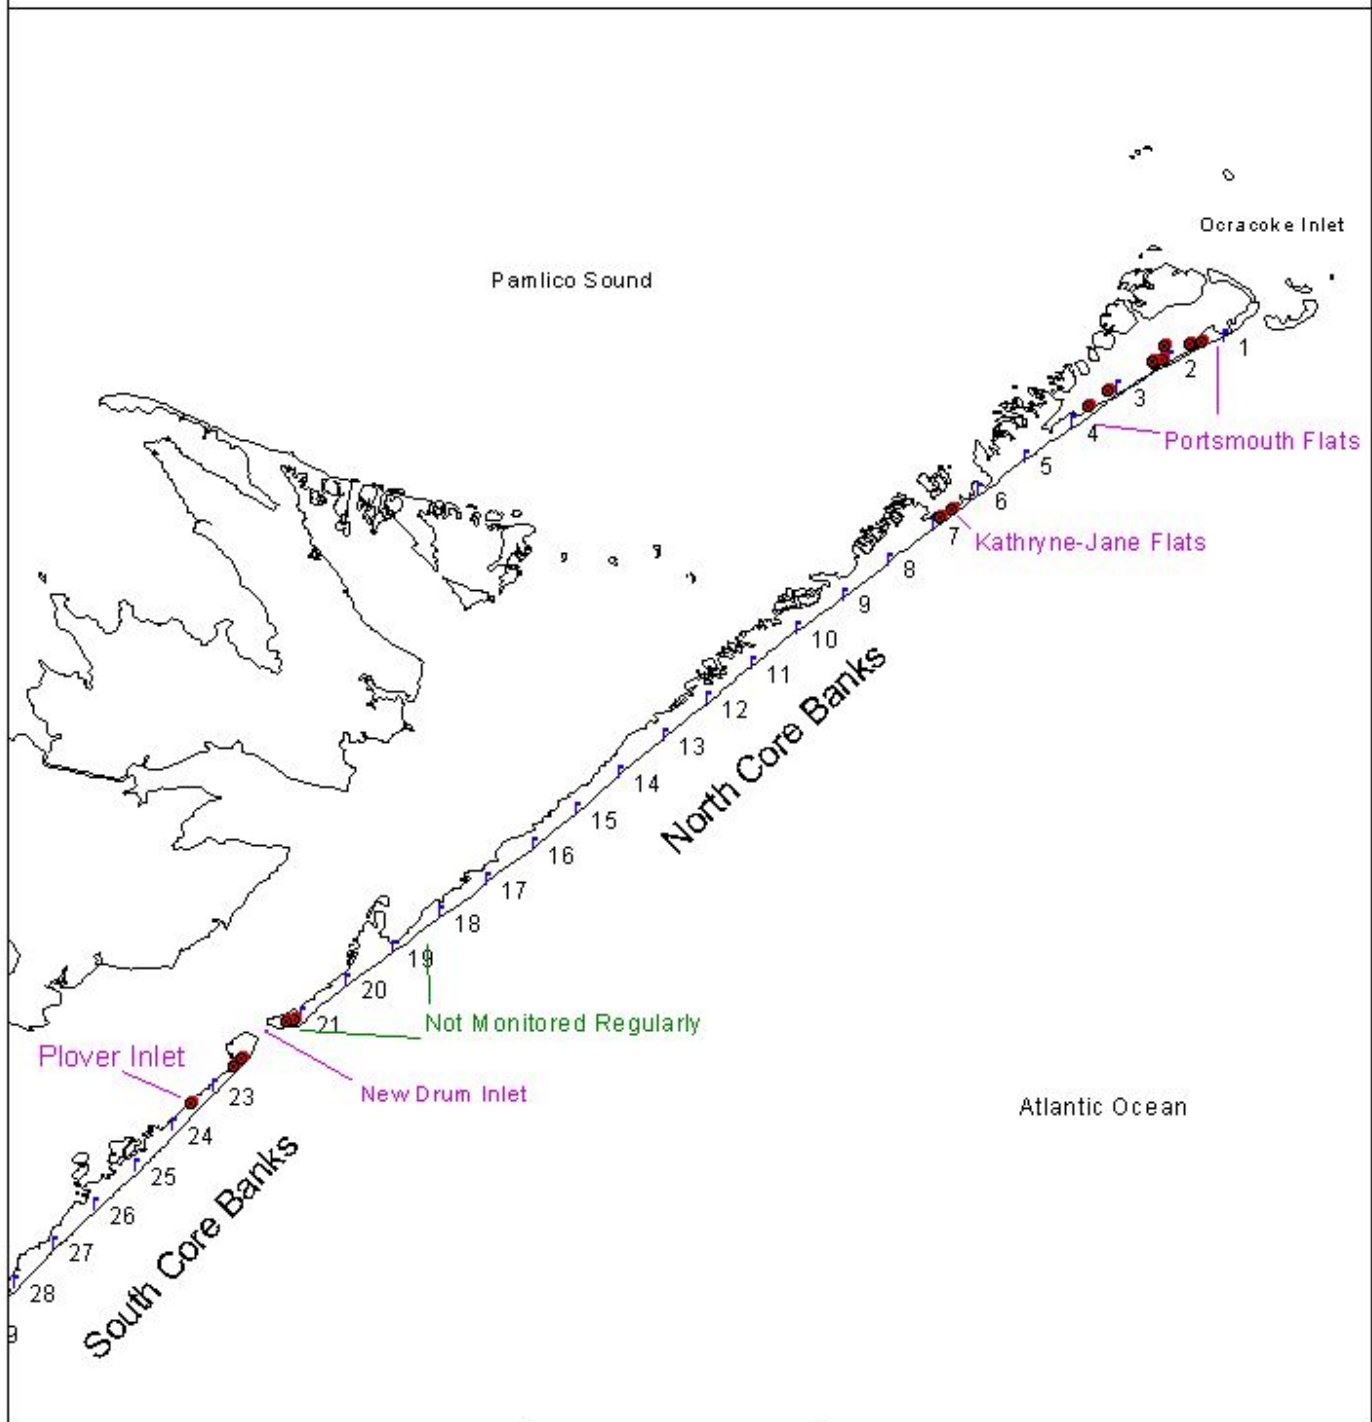 Ocracoke Inlet
Pamlico Sound
1
2
3
Portsmouth Flats
4
5
6
7
Kathryne-Jane Flats
8
9
10
11
North Core Banks
12
13
14
15
16
17
18
19
20
21
Not Monitored Regularly
Plover Inlet
New Drum Inlet
23
Atlantic Ocean
24
25
South Core Banks
26
27
28
9